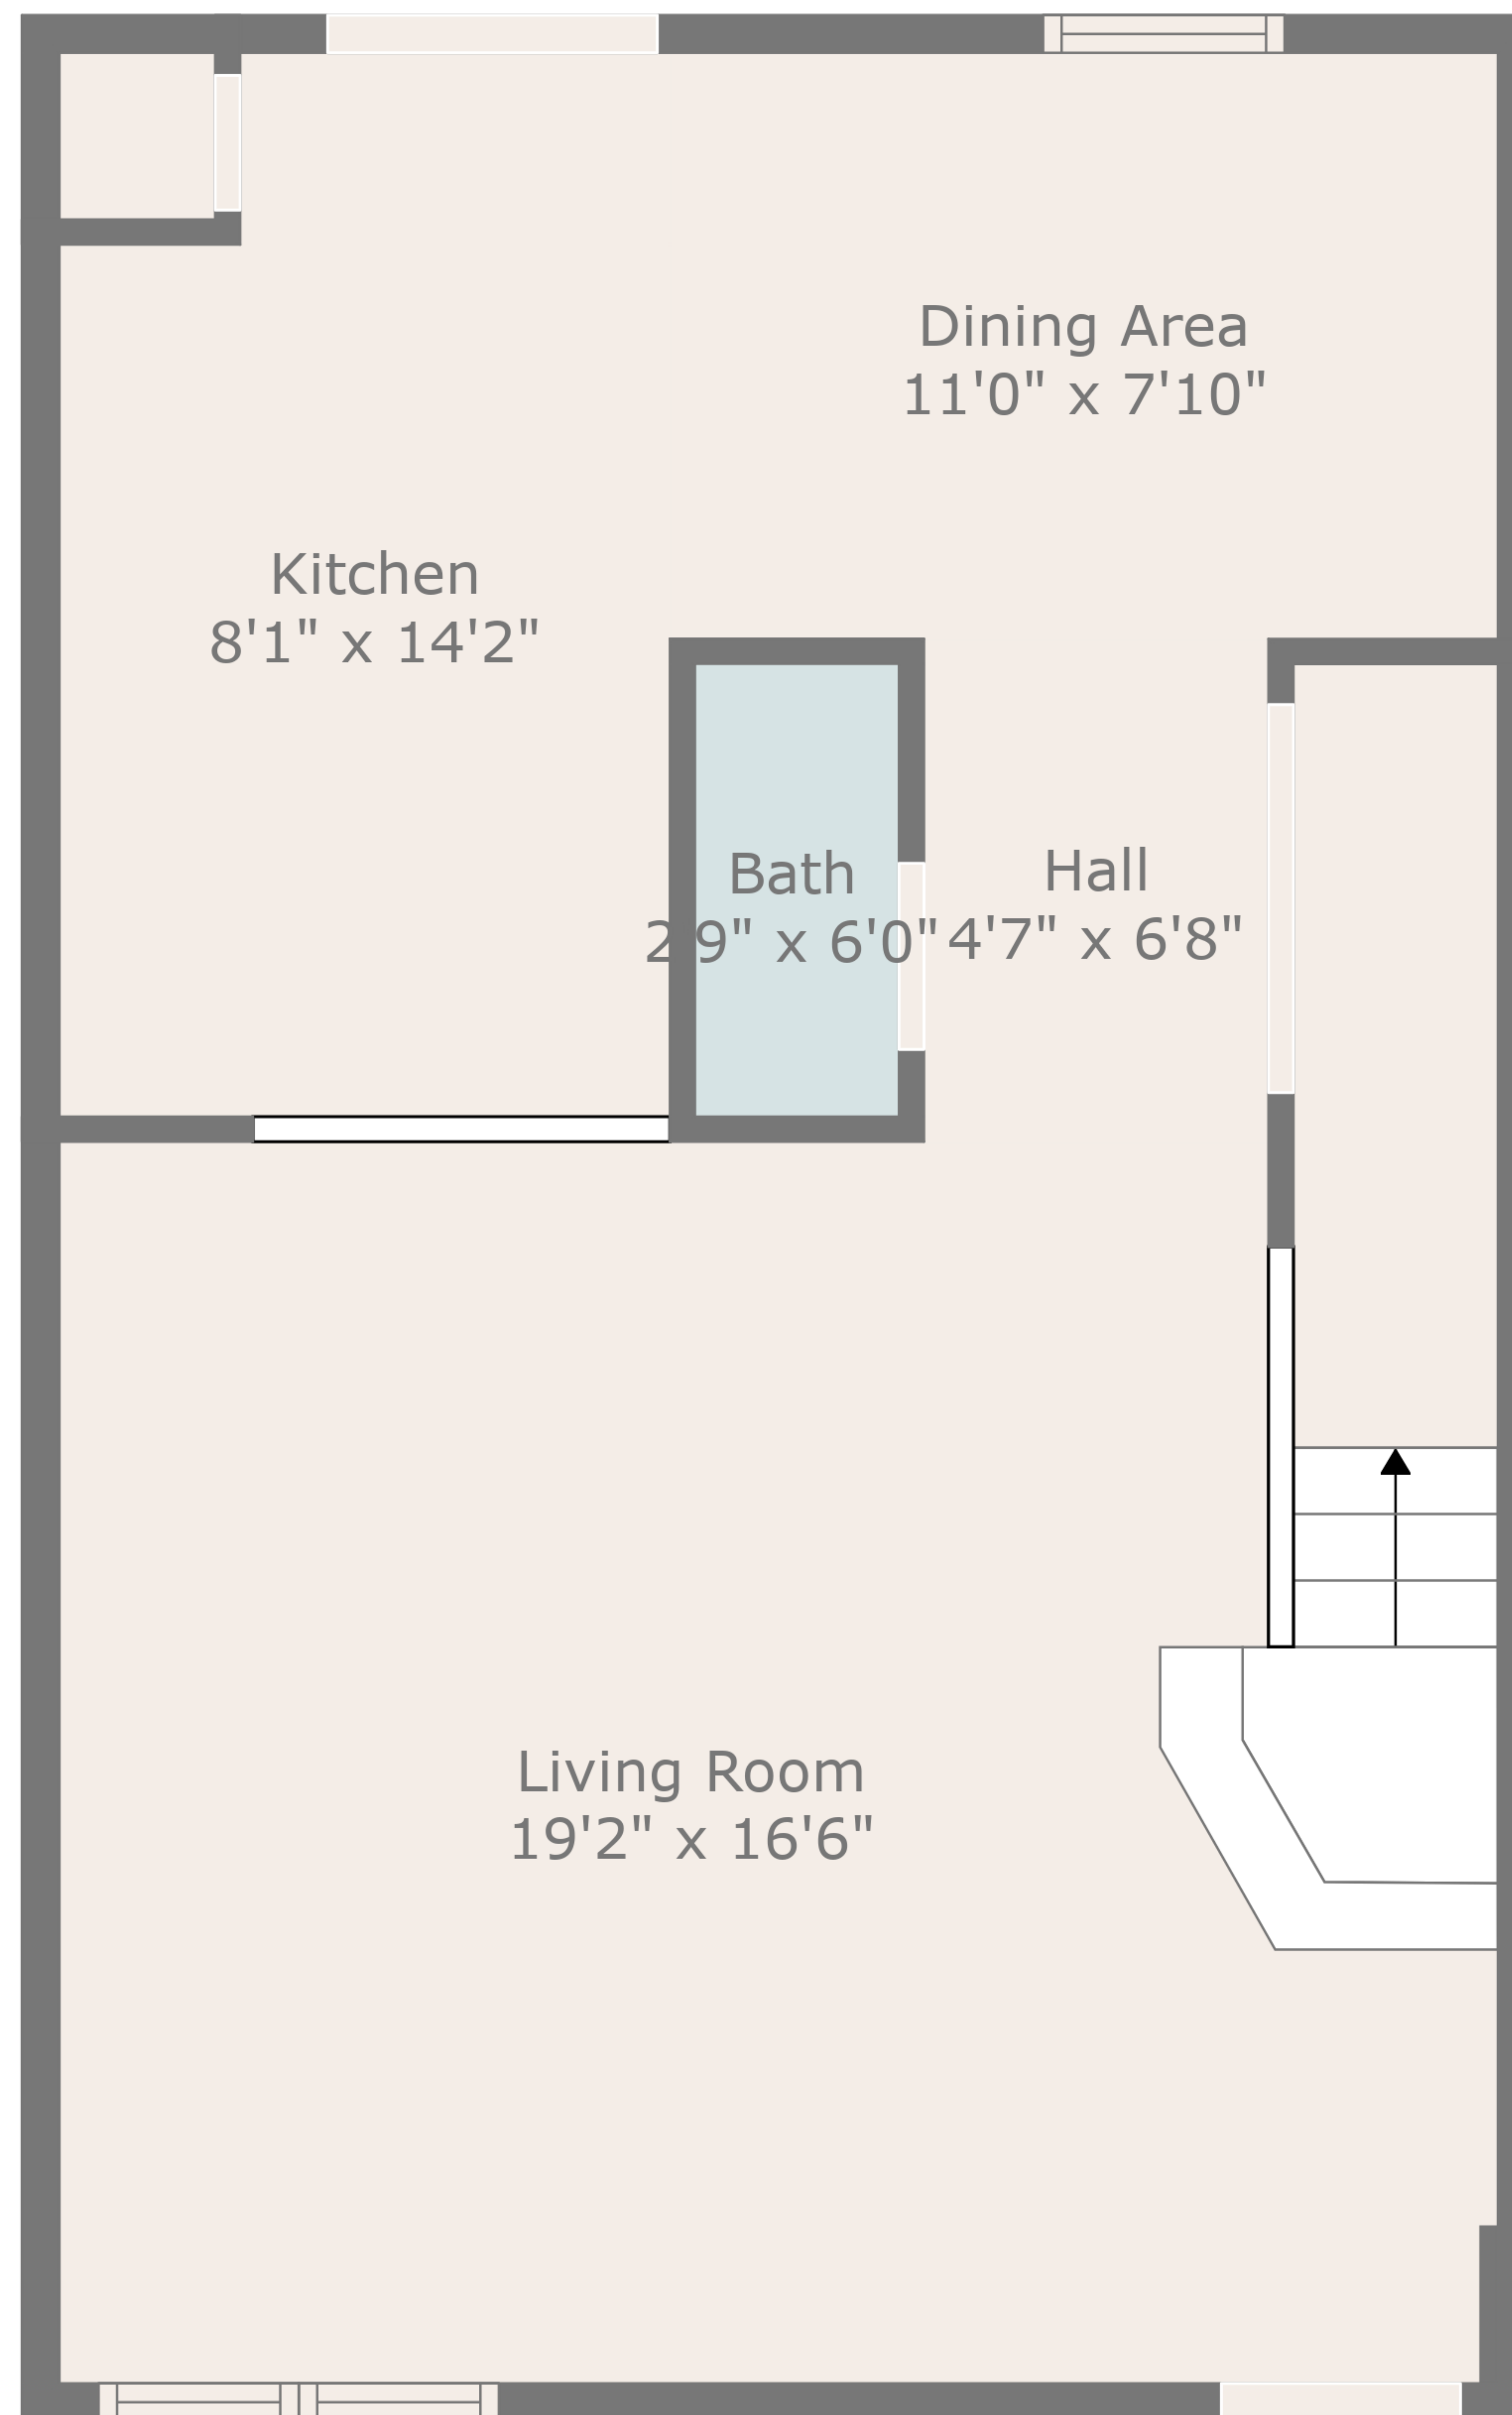 Dining Area
11'0" x 7'10"
Kitchen
8'1" x 14'2"
Bath
2'9" x 6'0"
Hall
4'7" x 6'8"
Living Room
19'2" x 16'6"